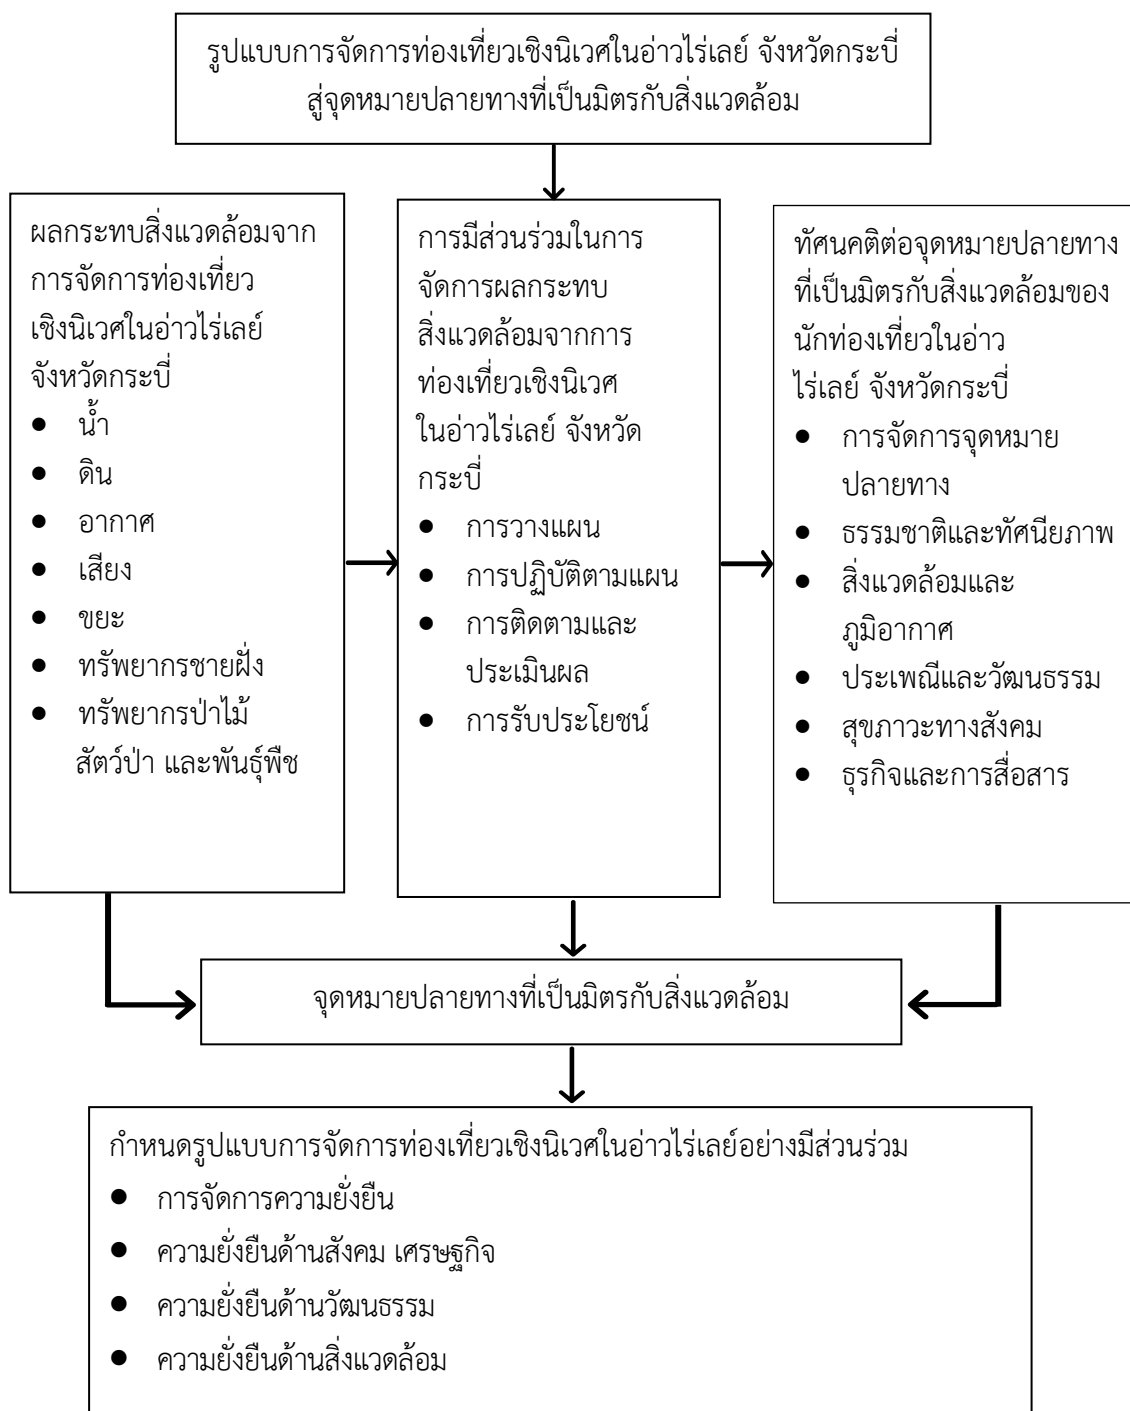 รูปแบบการจัดการท่องเที่ยวเชิงนิเวศในอ่าวไร่เลย์ จังหวัดกระบี่
สู่จุดหมายปลายทางที่เป็นมิตรกับสิ่งแวดล้อม
ผลกระทบสิ่งแวดล้อมจาก
การจัดการท่องเที่ยว
เชิงนิเวศในอ่าวไร่เลย์
จังหวัดกระบี่
● น้ำ
● ดิน
● อากาศ
● เสียง
● ขยะ
● ทรัพยากรชายฝั่ง
● ทรัพยากรป่าไม้
สัตว์ป่า และพันธุ์พืช
การมีส่วนร่วมในการ
จัดการผลกระทบ
สิ่งแวดล้อมจากการ
ท่องเที่ยวเชิงนิเวศ
ในอ่าวไร่เลย์ จังหวัด
กระบี่
● การวางแผน
● การปฏิบัติตามแผน
● การติดตามและ
ประเมินผล
● การรับประโยชน์
ทัศนคติต่อจุดหมายปลายทาง
ที่เป็นมิตรกับสิ่งแวดล้อมของ
นักท่องเที่ยวในอ่าว
ไร่เลย์ จังหวัดกระบี่
● การจัดการจุดหมาย
ปลายทาง
● ธรรมชาติและทัศนียภาพ
● สิ่งแวดล้อมและ
ภูมิอากาศ
● ประเพณีและวัฒนธรรม
● สุขภาวะทางสังคม
● ธุรกิจและการสื่อสาร
จุดหมายปลายทางที่เป็นมิตรกับสิ่งแวดล้อม
กำหนดรูปแบบการจัดการท่องเที่ยวเชิงนิเวศในอ่าวไร่เลย์อย่างมีส่วนร่วม
● การจัดการความยั่งยืน
● ความยั่งยืนด้านสังคม เศรษฐกิจ
● ความยั่งยืนด้านวัฒนธรรม
● ความยั่งยืนด้านสิ่งแวดล้อม